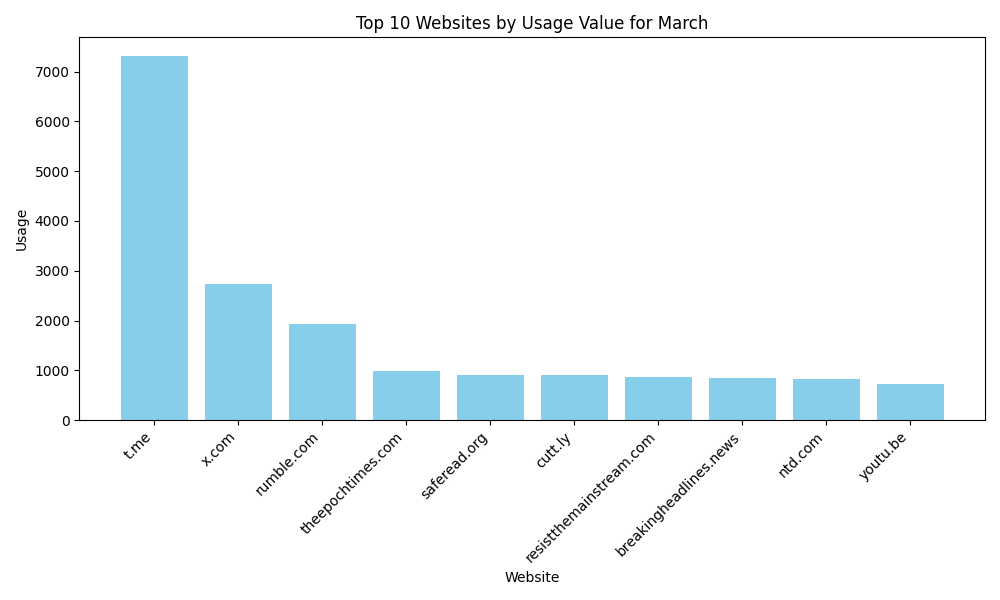 Top 10 Websites by Usage Value for March
Usage
7000
6000
5000
4000
3000
2000
1000
0
t.me
x.com
rumble.com
theepochtimes.com
saferead.org
cutt.ly
resistthemainstream.com
breakingheadlines.news
ntd.com
youtu.be
Website